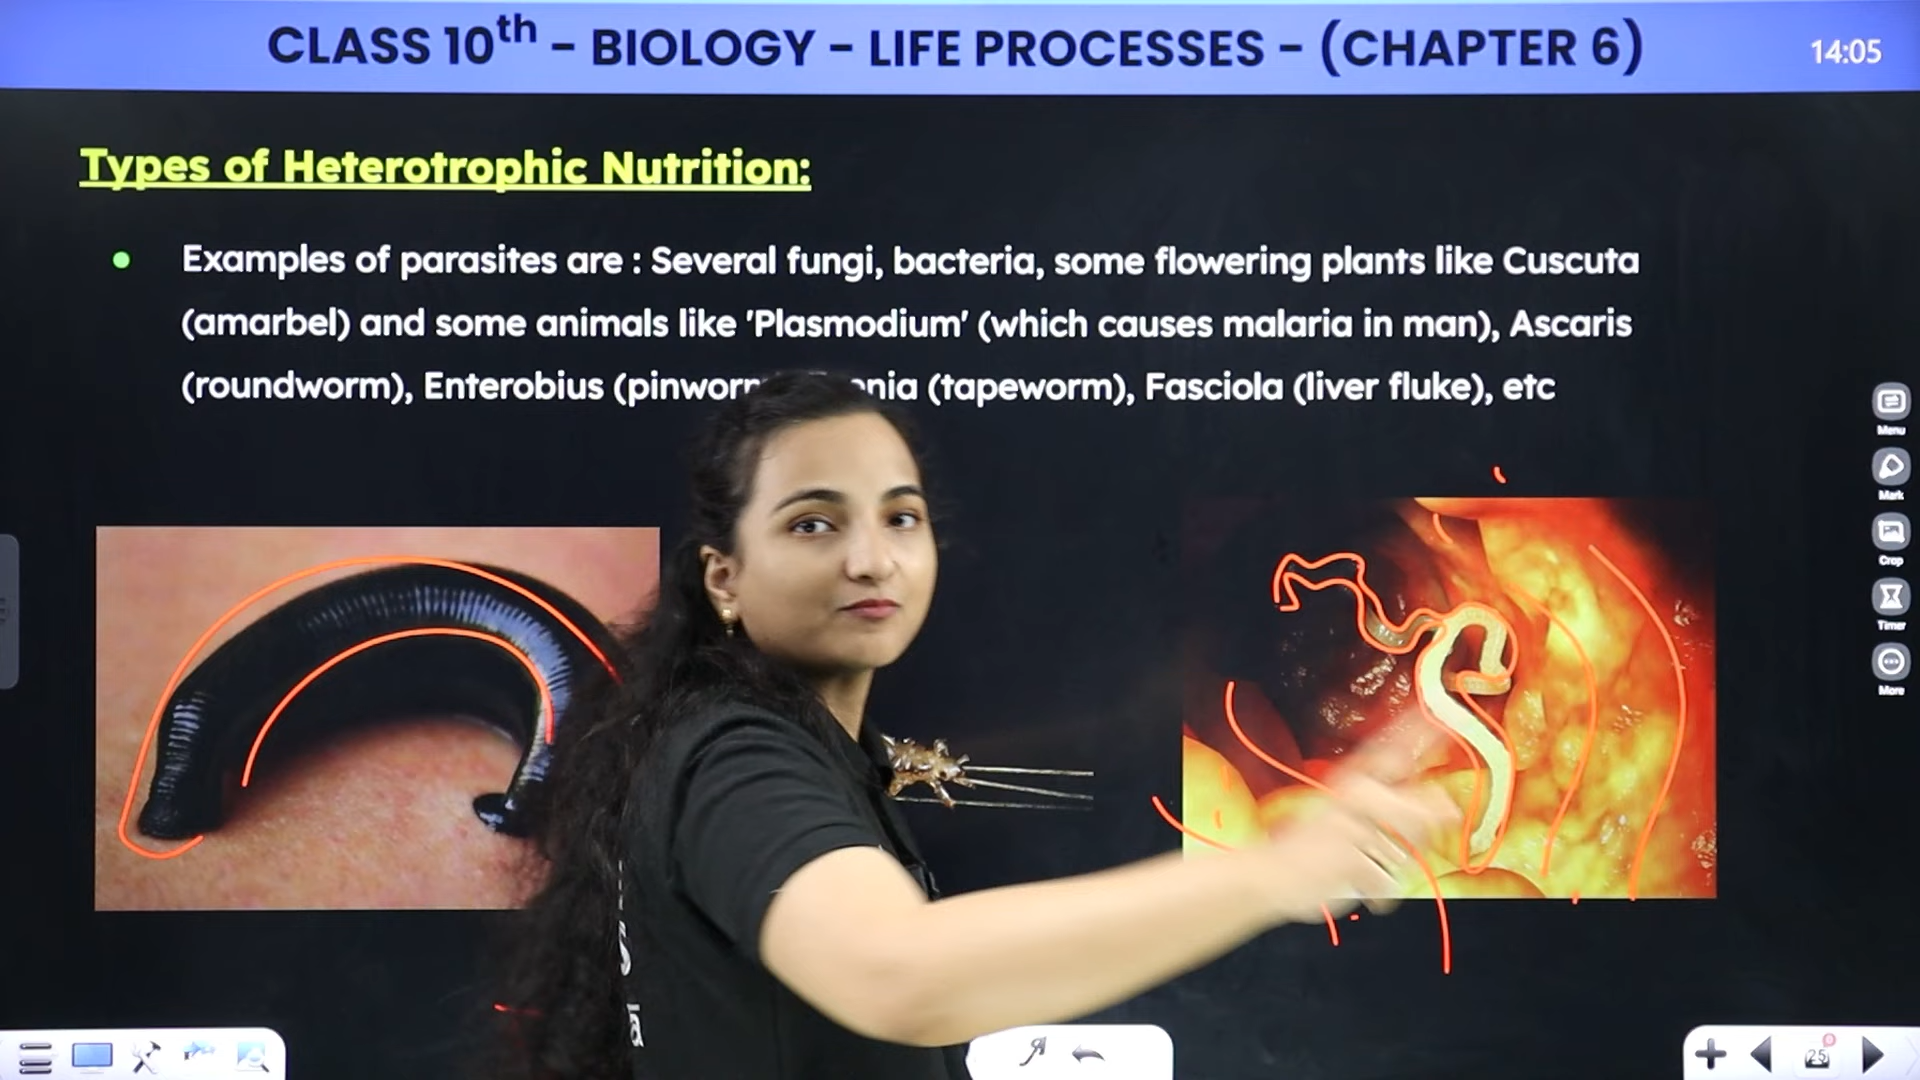 CLASS 10th - BIOLOGY - LIFE PROCESSES - (CHAPTER 6)
14:05
Types of Heterotrophic Nutrition:
Examples of parasites are : Several fungi, bacteria, some flowering plants like Cuscuta
(amarbel) and some animals like 'Plasmodium' (which causes malaria in man), Ascaris
(roundworm), Enterobius (tapeworm), Fasciola (liver fluke), etc
Menu
Mark
Crop
Timer
More
25